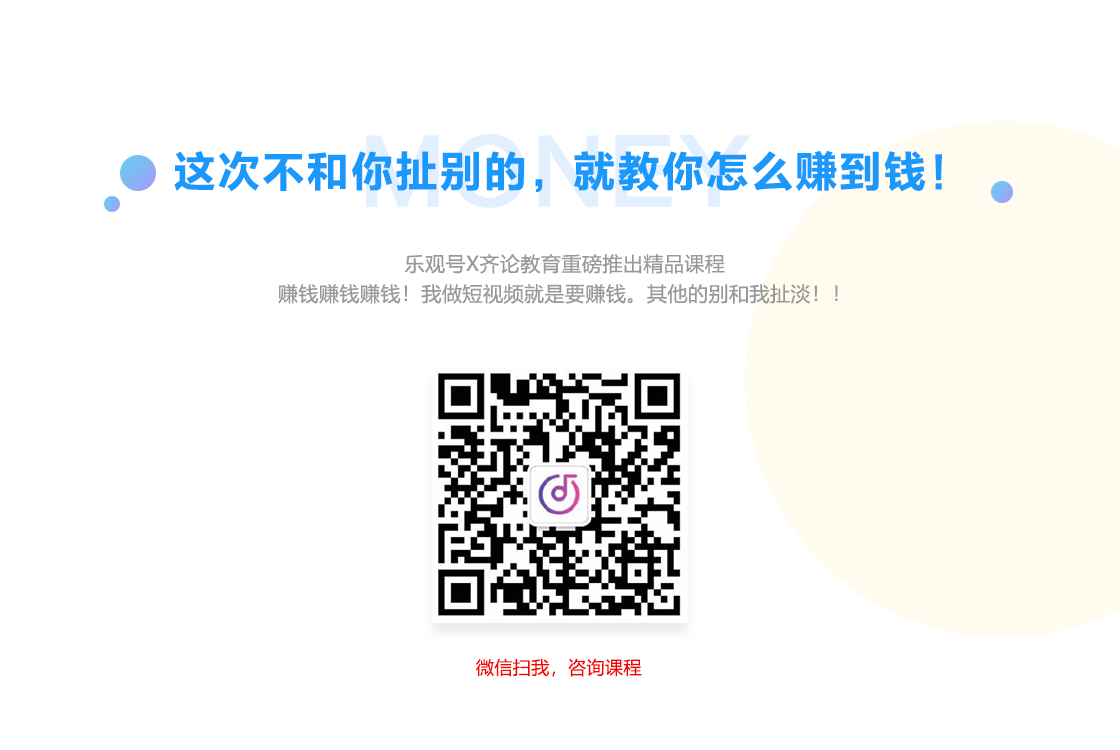 MONEY
这次不和你扯别的，就教你怎么赚到钱！
乐观号X齐论教育重磅推出精品课程
赚钱赚钱赚钱！我做短视频就是要赚钱。其他的别和我扯淡！！
微信扫我，咨询课程